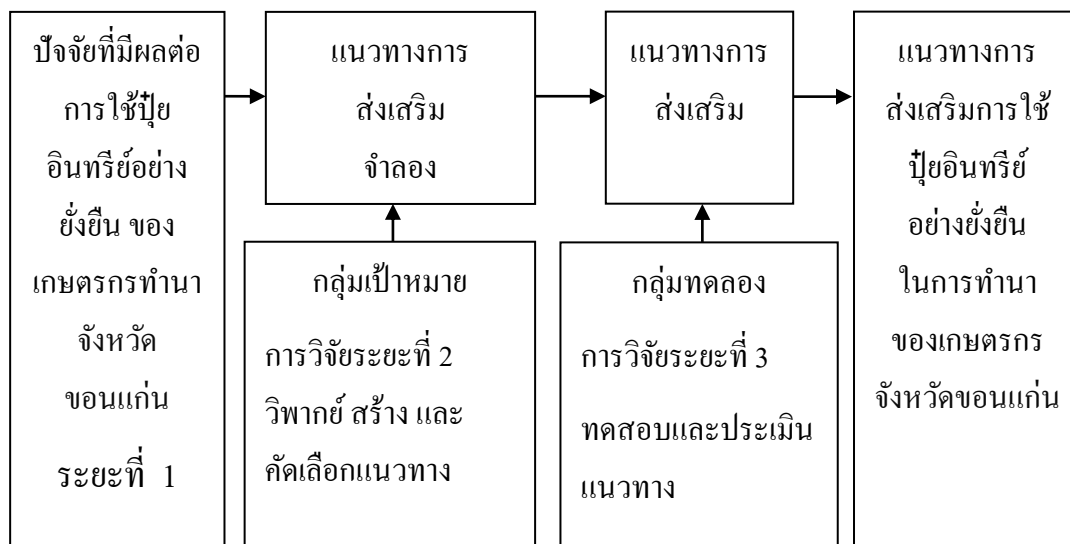 ปัจจัยที่มีผลต่อ
การใช้ปุ๋ย
อินทรีย์อย่าง
ยั่งยืน ของ
เกษตรกรทำนา
จังหวัด
ขอนแก่น
ระยะที่ 1
แนวทางการ
ส่งเสริม
จำลอง
กลุ่มเป้าหมาย
การวิจัยระยะที่ 2
วิพากย์ สร้าง และ
คัดเลือกแนวทาง
แนวทางการ
ส่งเสริม
กลุ่มทดลอง
การวิจัยระยะที่ 3
ทดสอบและประเมิน
แนวทาง
แนวทางการ
ส่งเสริมการใช้
ปุ๋ยอินทรีย์
อย่างยั่งยืน
ในการทำนา
ของเกษตรกร
จังหวัดขอนแก่น